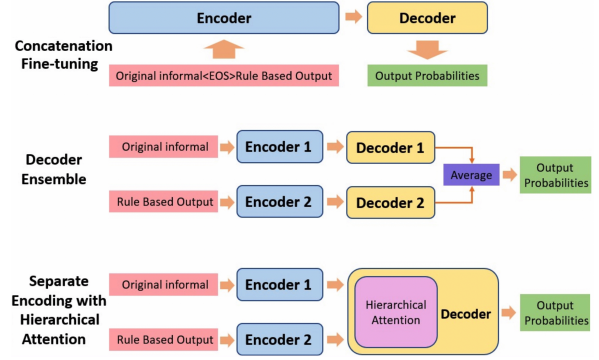 Encoder
Decoder
Concatenation
Fine-tuning
Original informal<EOS>Rule Based Output
Output Probabilities
Decoder
Ensemble
Original informal
Encoder 1
Decoder 1
Rule Based Output
Encoder 2
Decoder 2
Average
Output
Probabilities
Separate
Encoding with
Hierarchical
Attention
Original informal
Encoder 1
Rule Based Output
Encoder 2
Hierarchical
Attention
Decoder
Output
Probabilities